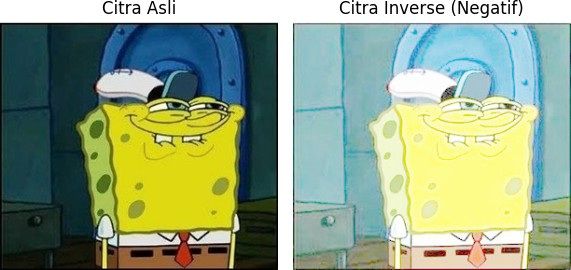 Citra Asli
Citra Inverse (Negatif)